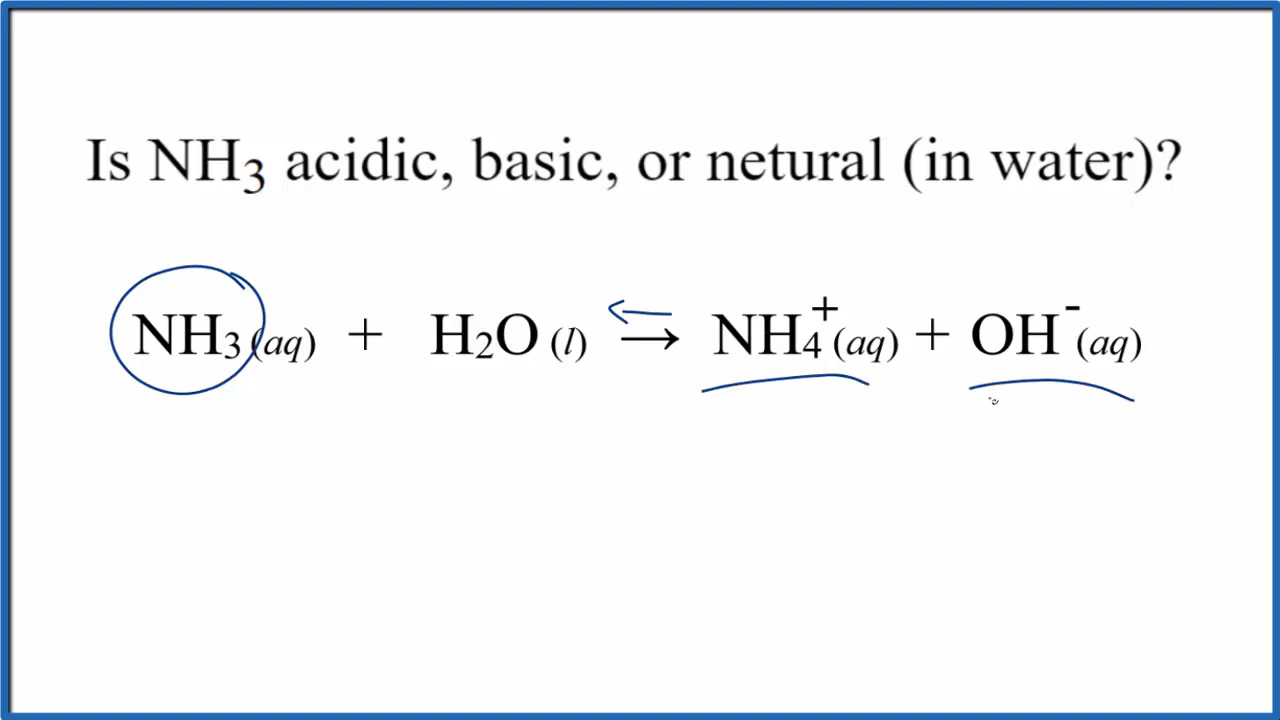 Is NH₃ acidic, basic, or netural (in water)?
NH₃(aq) + H₂O(l) → NH₄⁺(aq) + OH⁻(aq)